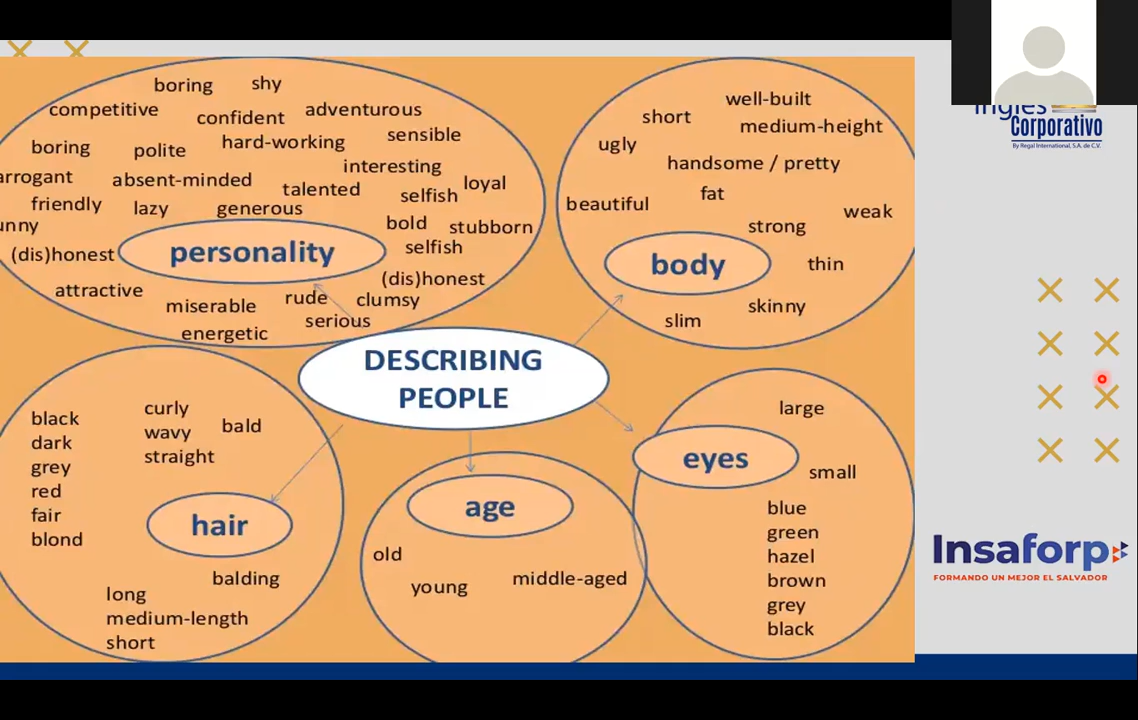 boring shy
competitive confident adventurous
boring polite hard-working sensible
arrogant absent-minded interesting
friendly lazy generous talented selfish loyal
unny bold stubborn
(dis)honest personality selfish
attractive (dis)honest
miserable rude clumsy
energetic serious
well-built
short medium-height
ugly
handsome / pretty
beautiful fat
strong weak
body thin
slim skinny
DESCRIBING
PEOPLE
black
dark
grey
red
fair
blond
curly
wavy
straight
bald
hair
balding
long
medium-length
short
age
old
young middle-aged
large
eyes
small
blue
green
hazel
brown
grey
black
Inglés
Corporativo
By Regal International, S.A. de C.V.
Insaforp
FORMANDO UN MEJOR EL SALVADOR